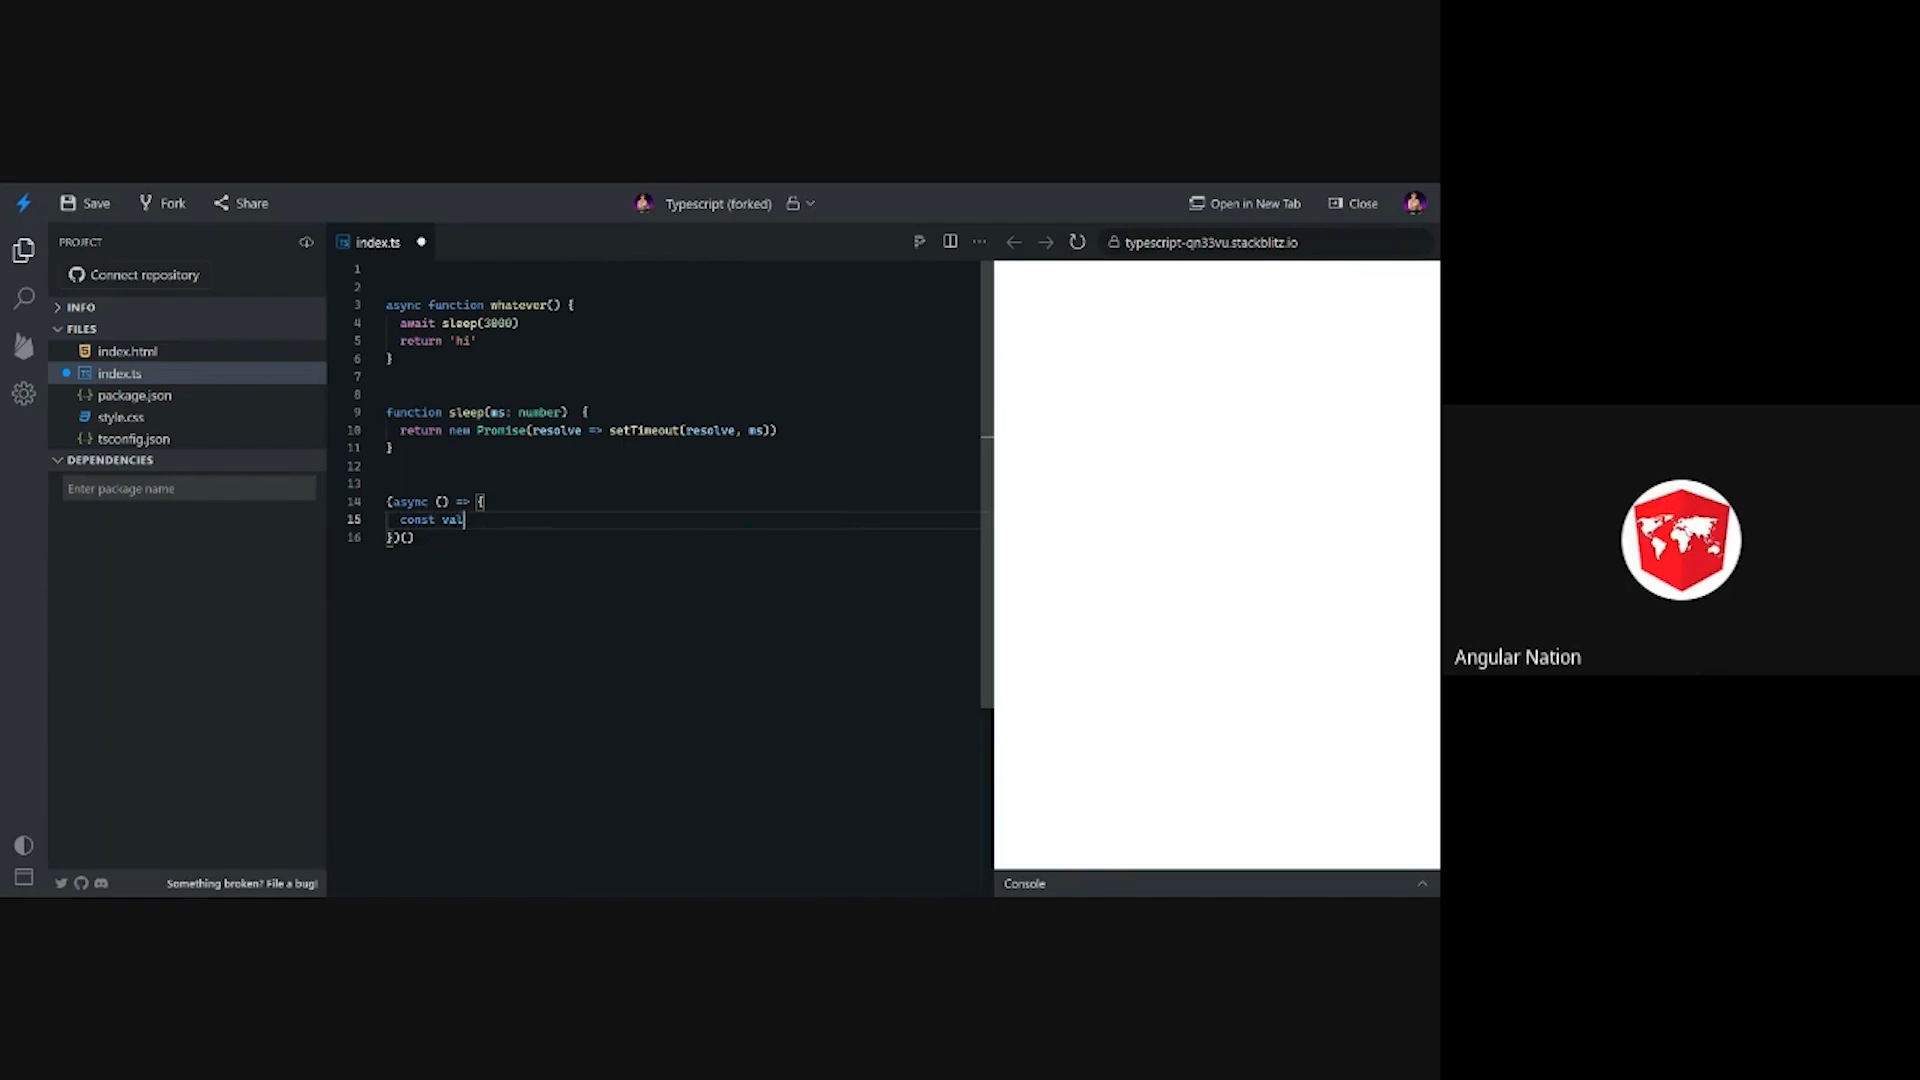 Save Fork Share Typescript (forked) Open in New Tab Close
PROJECT index.ts typescript-qn33vu.stackblitz.io
Connect repository
INFO
FILES
index.html
index.ts
package.json
style.css
tsconfig.json
DEPENDENCIES
Enter package name
1
2
3 async function whatever() {
4 await sleep(3000)
5 return 'hi'
6 }
7
8
9 function sleep(ms: number) {
10 return new Promise(resolve => setTimeout(resolve, ms))
11 }
12
13
14 (async () => {
15 const val
16 })()
Angular Nation
Something broken? File a bug!
Console